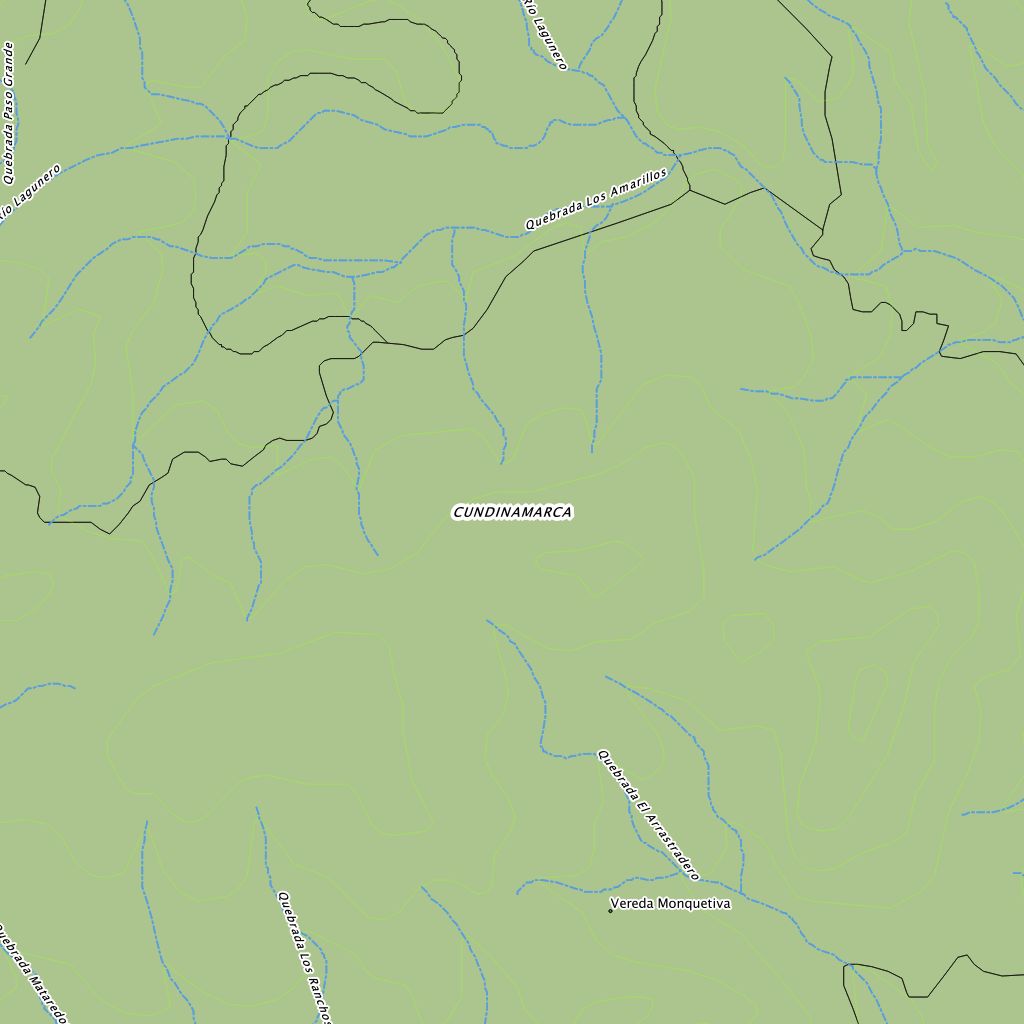 Río Lagunero
Quebrada Paso Grande
Río Lagunero
Quebrada Los Amarillos
CUNDINAMARCA
Quebrada El Arrastradero
Vereda Monquetiva
Quebrada Los Ranchos
Quebrada Mataredo